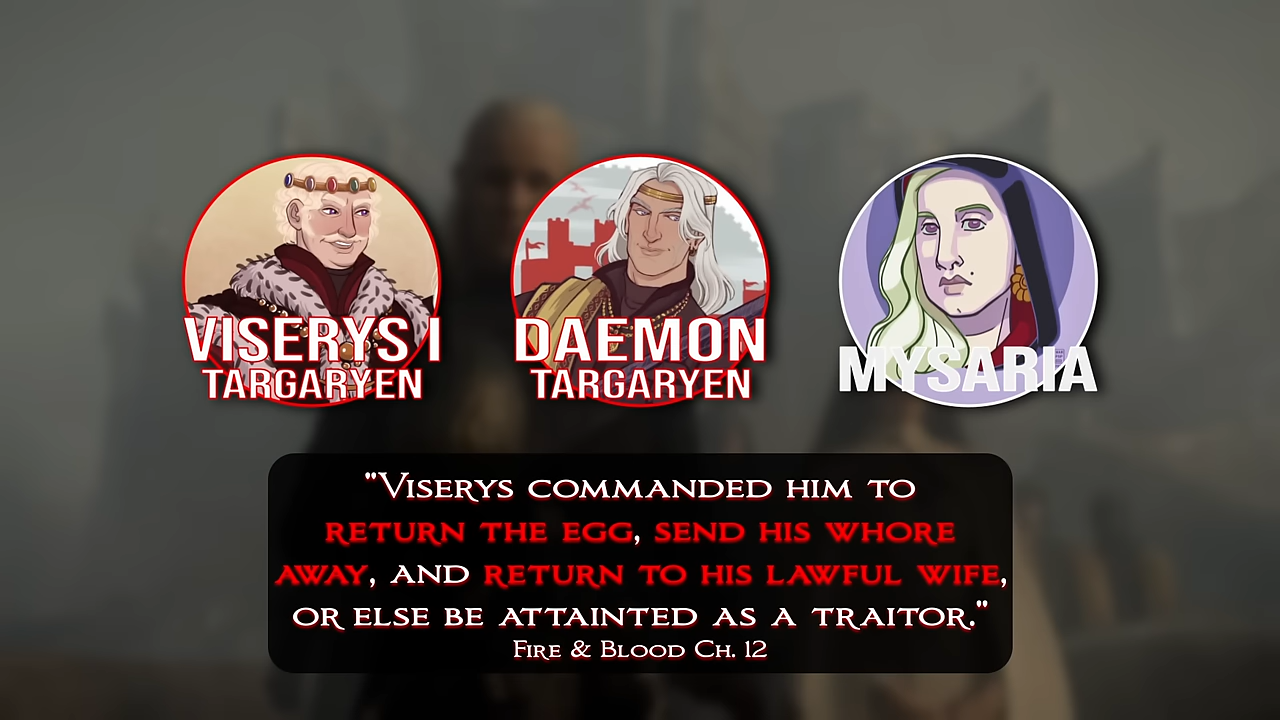 VISERYS I
TARGARYEN
DAEMON
TARGARYEN
MYSARIA
"VISERYS COMMANDED HIM TO
RETURN THE EGG, SEND HIS WHORE
AWAY, AND RETURN TO HIS LAWFUL WIFE,
OR ELSE BE ATTAINTED AS A TRAITOR."
FIRE & BLOOD CH. 12